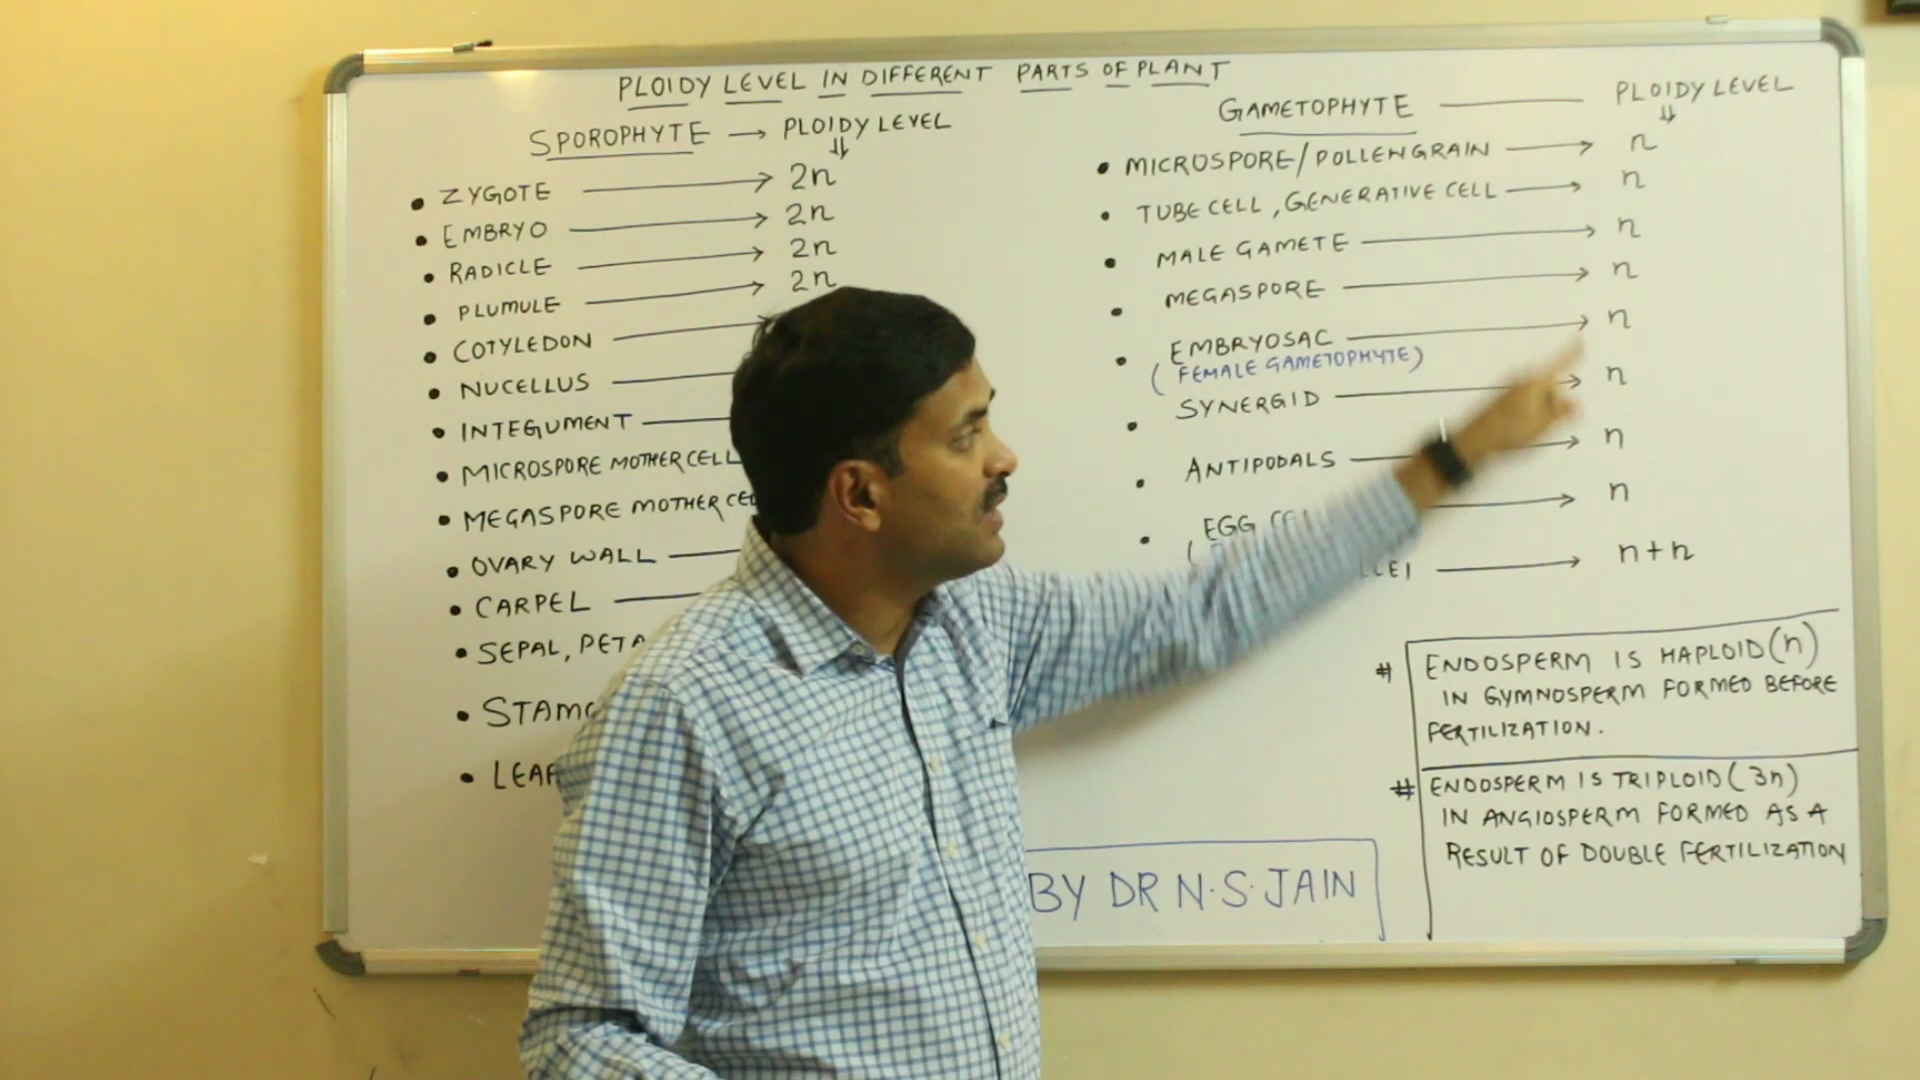 PLOIDY LEVEL IN DIFFERENT PARTS OF PLANT
SPOROPHYTE → PLOIDY LEVEL
⇓
• ZYGOTE → 2n
• EMBRYO → 2n
• RADICLE → 2n
• PLUMULE → 2n
• COTYLEDON
• NUCELLUS
• INTEGUMENT
• MICROSPORE MOTHER CELL
• MEGASPORE MOTHER
• OVARY WALL
• CARPEL
• SEPAL,
GAMETOPHYTE — PLOIDY LEVEL
⇓
• MICROSPORE/POLLENGRAIN → n
• TUBE CELL, GENERATIVE CELL → n
• MALE GAMETE → n
• MEGASPORE → n
• EMBRYOSAC → n
(FEMALE GAMETOPHYTE)
• SYNERGID → n
• ANTIPODALS → n
• EGG → n
→ n+n
# ENDOSPERM IS HAPLOID (n)
IN GYMNOSPERM FORMED BEFORE
FERTILIZATION.
# ENDOSPERM IS TRIPLOID (3n)
IN ANGIOSPERM FORMED AS A
RESULT OF DOUBLE FERTILIZATION
BY DR N.S.JAIN